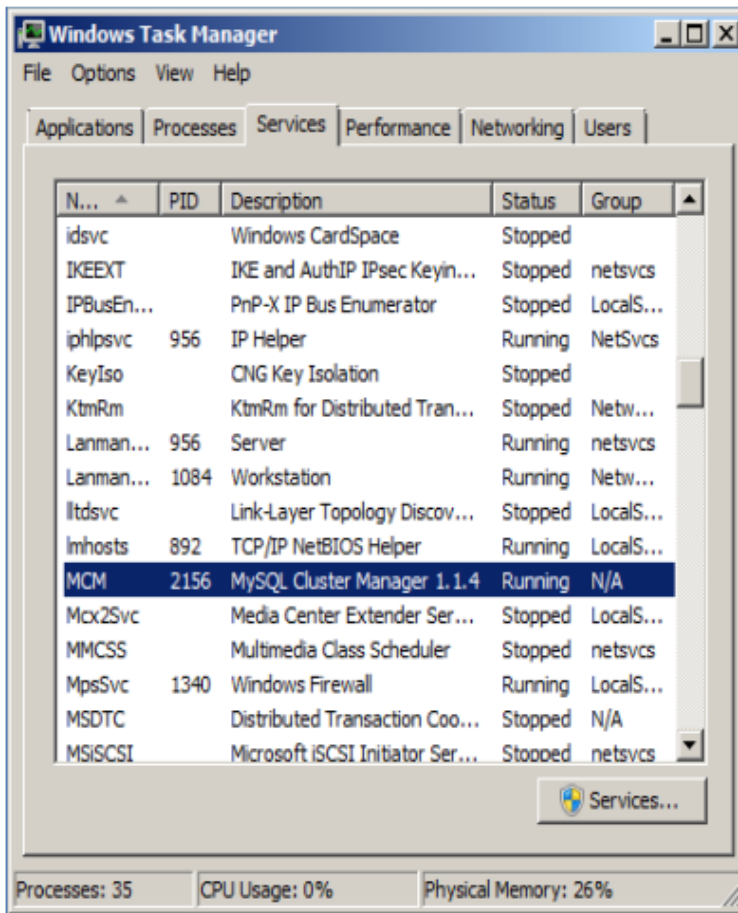 Windows Task Manager
File Options View Help
Applications Processes Services Performance Networking Users
N... PID Description Status Group
idsvc Windows CardSpace Stopped
IKEEXT IKE and AuthIP IPsec Keyin... Stopped netsvcs
IPBusEn... PnP-X IP Bus Enumerator Stopped LocalS...
iphlpsvc 956 IP Helper Running NetSvcs
KeyIso CNG Key Isolation Stopped
KtmRm KtmRm for Distributed Tran... Stopped Netw...
Lanman... 956 Server Running netsvcs
Lanman... 1084 Workstation Running Netw...
lltdsvc Link-Layer Topology Discov... Stopped LocalS...
lmhosts 892 TCP/IP NetBIOS Helper Running LocalS...
MCM 2156 MySQL Cluster Manager 1.1.4 Running N/A
Mcx2Svc Media Center Extender Ser... Stopped LocalS...
MMCSS Multimedia Class Scheduler Stopped netsvcs
MpsSvc 1340 Windows Firewall Running LocalS...
MSDTC Distributed Transaction Coo... Stopped N/A
MSiSCSI Microsoft iSCSI Initiator Ser... Stopped netsvcs
Services...
Processes: 35 CPU Usage: 0% Physical Memory: 26%